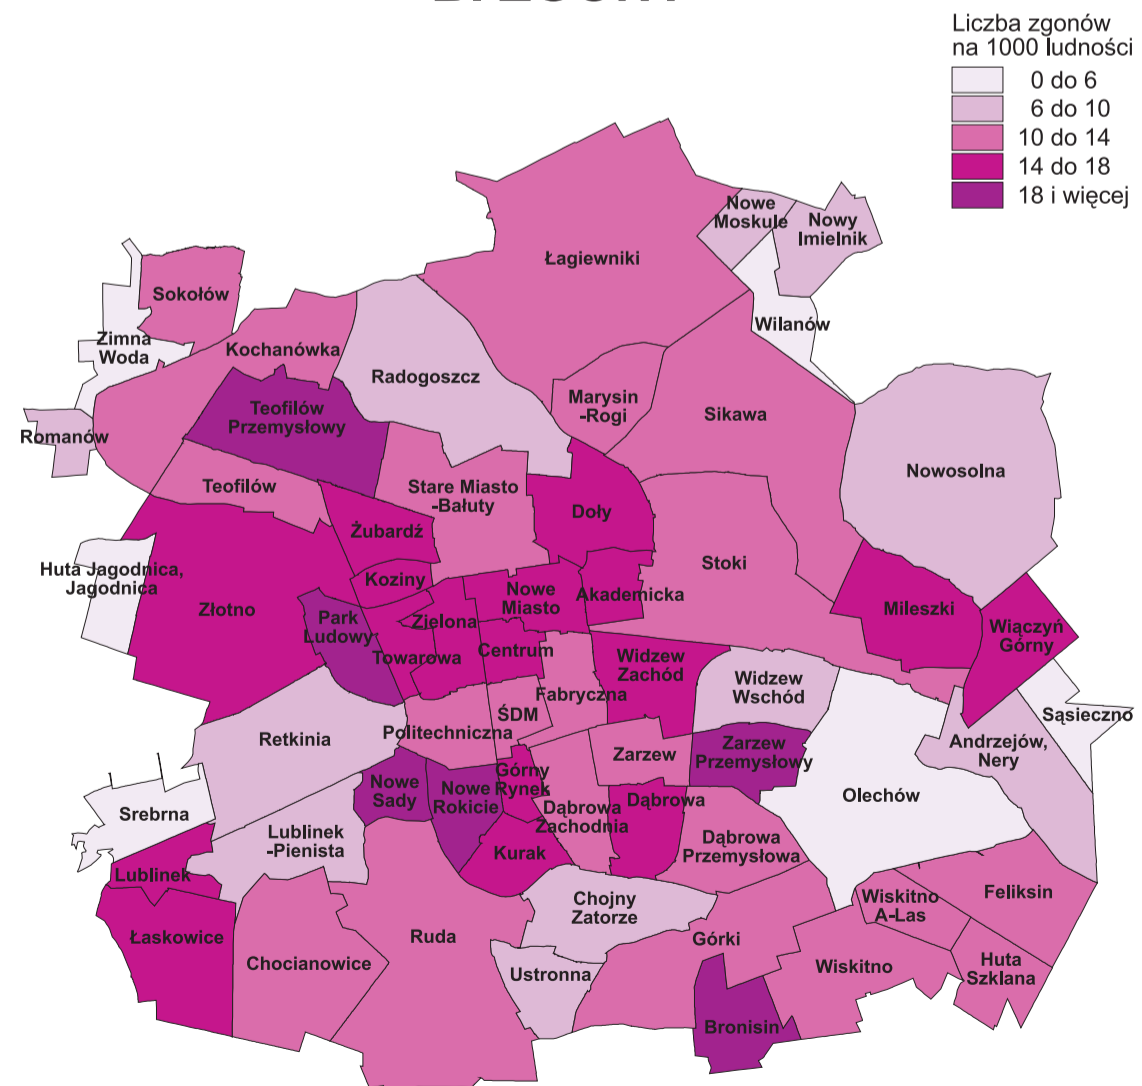 Liczba zgonów
na 1000 ludności
0 do 6
6 do 10
10 do 14
14 do 18
18 i więcej
Nowe
Moskule
Nowy
Imielnik
Łagiewniki
Sokołów
Wilanów
Zimna
Woda
Kochanówka
Radogoszcz
Marysin
-Rogi
Sikawa
Teofilów
Przemysłowy
Romanów
Nowosolna
Teofilów
Stare Miasto
-Bałuty
Doły
Żubardź
Stoki
Huta Jagodnica,
Jagodnica
Koziny
Nowe
Miasto
Akademicka
Złotno
Mileszki
Park
Ludowy
Zielona
Wiączyń
Górny
Towarowa
Centrum
Widzew
Zachód
Widzew
Wschód
Fabryczna
ŚDM
Sąsieczno
Politechniczna
Retkinia
Zarzew
Zarzew
Przemysłowy
Andrzejów,
Nery
Górny
Rynek
Nowe
Sady
Nowe
Rokicie
Olechów
Dąbrowa
Srebrna
Dąbrowa
Zachodnia
Lublinek
-Pienista
Dąbrowa
Przemysłowa
Kurak
Lublinek
Feliksin
Chojny
Zatorze
Wiskitno
A-Las
Łaskowice
Ruda
Górki
Chocianowice
Huta
Szklana
Wiskitno
Ustronna
Bronisin